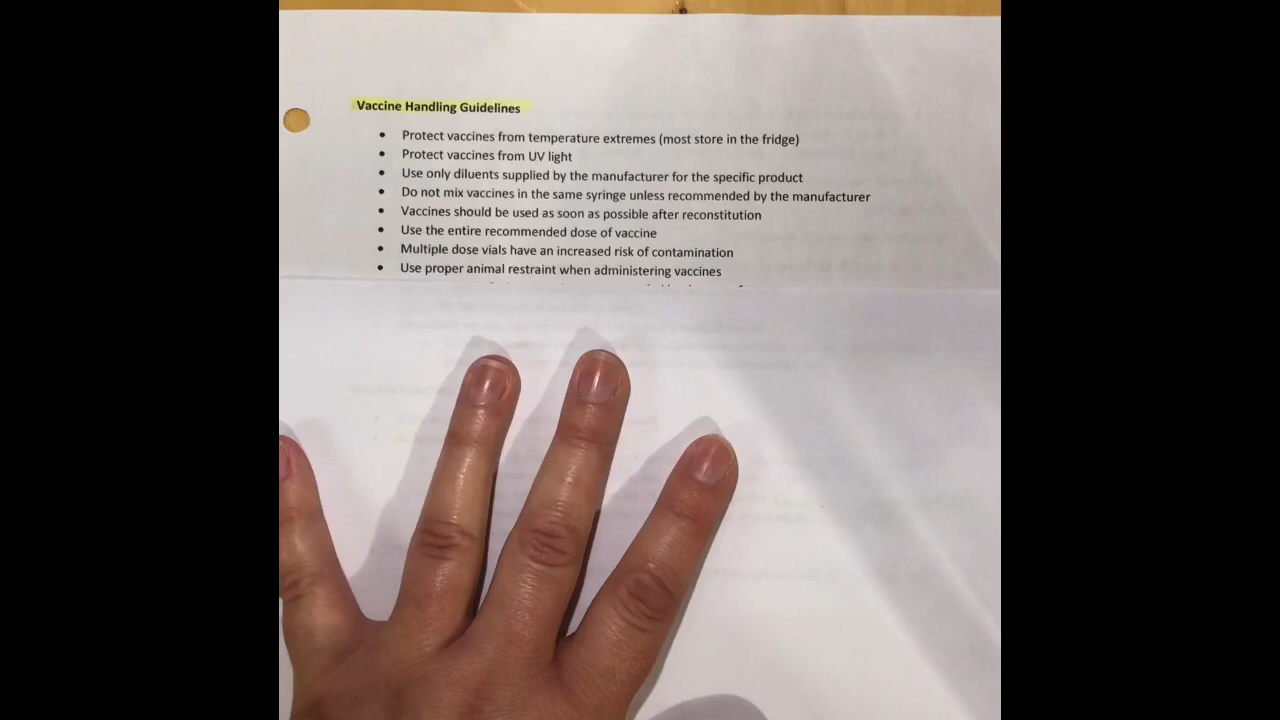 Vaccine Handling Guidelines
• Protect vaccines from temperature extremes (most store in the fridge)
• Protect vaccines from UV light
• Use only diluents supplied by the manufacturer for the specific product
• Do not mix vaccines in the same syringe unless recommended by the manufacturer
• Vaccines should be used as soon as possible after reconstitution
• Use the entire recommended dose of vaccine
• Multiple dose vials have an increased risk of contamination
• Use proper animal restraint when administering vaccines